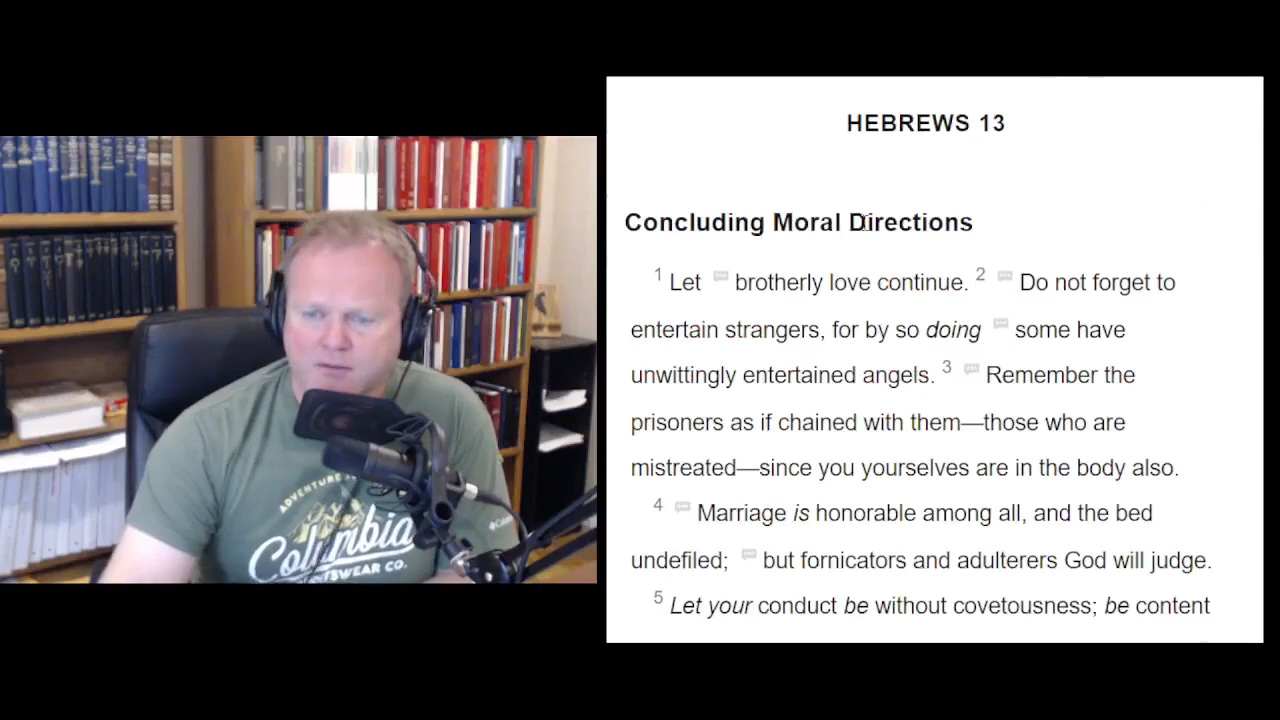 HEBREWS 13
Concluding Moral Directions
1 Let brotherly love continue. 2 Do not forget to
entertain strangers, for by so doing some have
unwittingly entertained angels. 3 Remember the
prisoners as if chained with them—those who are
mistreated—since you yourselves are in the body also.
4 Marriage is honorable among all, and the bed
undefiled; but fornicators and adulterers God will judge.
5 Let your conduct be without covetousness; be content
Columbia